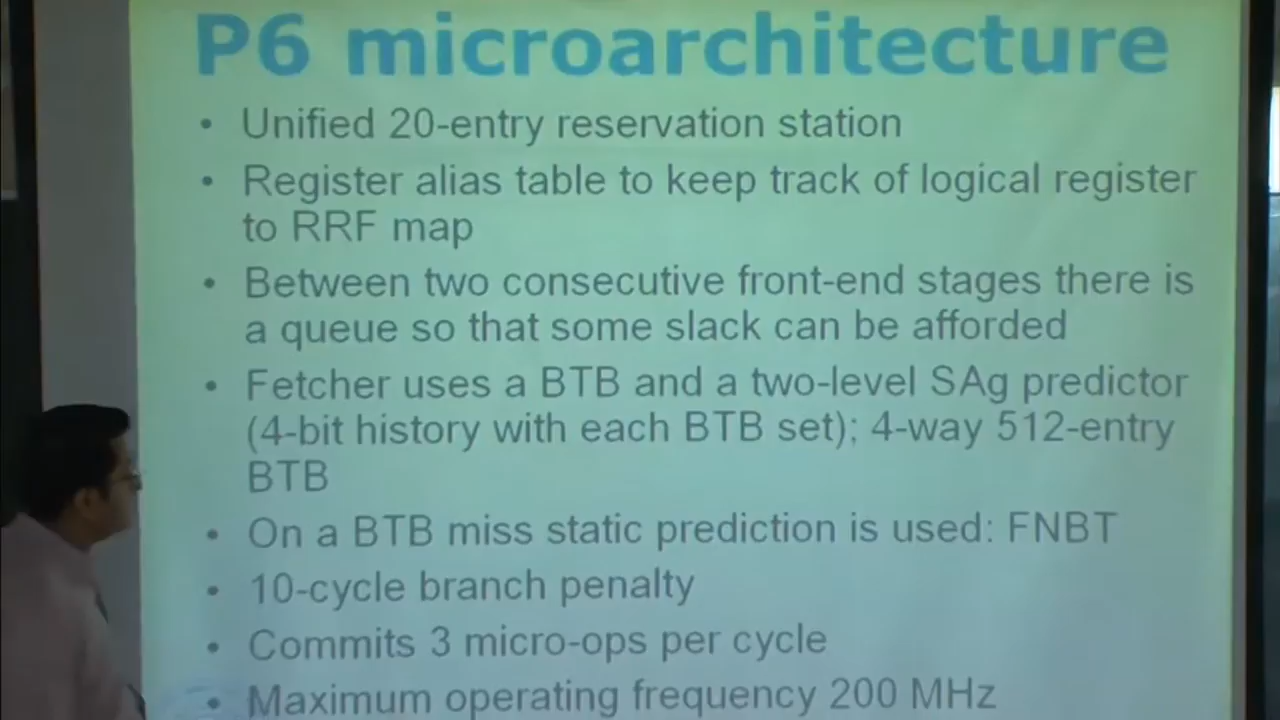 P6 microarchitecture
• Unified 20-entry reservation station
• Register alias table to keep track of logical register
to RRF map
• Between two consecutive front-end stages there is
a queue so that some slack can be afforded
• Fetcher uses a BTB and a two-level SAg predictor
(4-bit history with each BTB set); 4-way 512-entry
BTB
• On a BTB miss static prediction is used: FNBT
• 10-cycle branch penalty
• Commits 3 micro-ops per cycle
• Maximum operating frequency 200 MHz